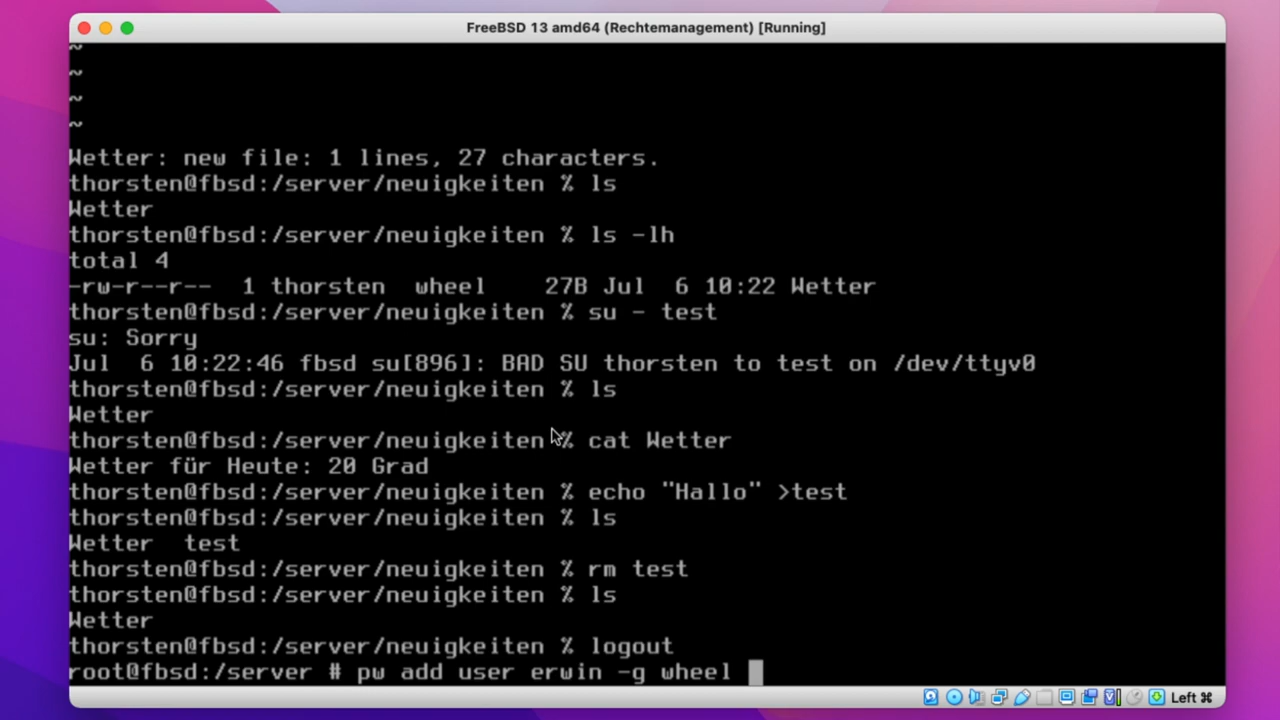 FreeBSD 13 amd64 (Rechtemanagement) [Running]
~
~
~
~
Wetter: new file: 1 lines, 27 characters.
thorsten@fbsd:/server/neuigkeiten % ls
Wetter
thorsten@fbsd:/server/neuigkeiten % ls -lh
total 4
-rw-r--r--  1 thorsten  wheel    27B Jul  6 10:22 Wetter
thorsten@fbsd:/server/neuigkeiten % su - test
su: Sorry
Jul  6 10:22:46 fbsd su[896]: BAD SU thorsten to test on /dev/ttyv0
thorsten@fbsd:/server/neuigkeiten % ls
Wetter
thorsten@fbsd:/server/neuigkeiten % cat Wetter
Wetter für Heute: 20 Grad
thorsten@fbsd:/server/neuigkeiten % echo "Hallo" >test
thorsten@fbsd:/server/neuigkeiten % ls
Wetter  test
thorsten@fbsd:/server/neuigkeiten % rm test
thorsten@fbsd:/server/neuigkeiten % ls
Wetter
thorsten@fbsd:/server/neuigkeiten % logout
root@fbsd:/server # pw add user erwin -g wheel
Left ⌘